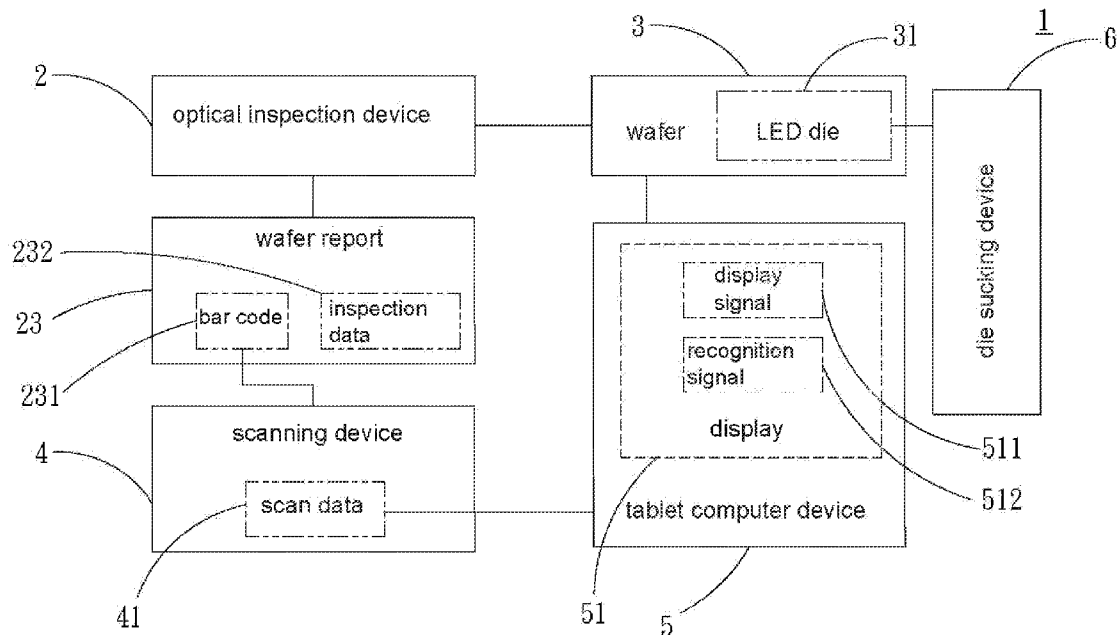 1
3
31
6
2
optical inspection device
wafer
LED die
die sucking device
wafer report
232
23
bar code
inspection
data
231
display
signal
recognition
signal
display
511
512
scanning device
4
scan data
41
tablet computer device
51
5